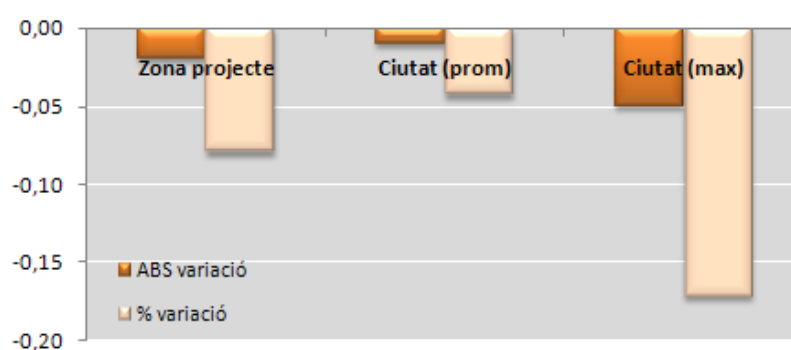 0,00
Zona projecte Ciutat (prom) Ciutat (max)
-0,05
-0,10
-0,15
ABS variació
% variació
-0,20